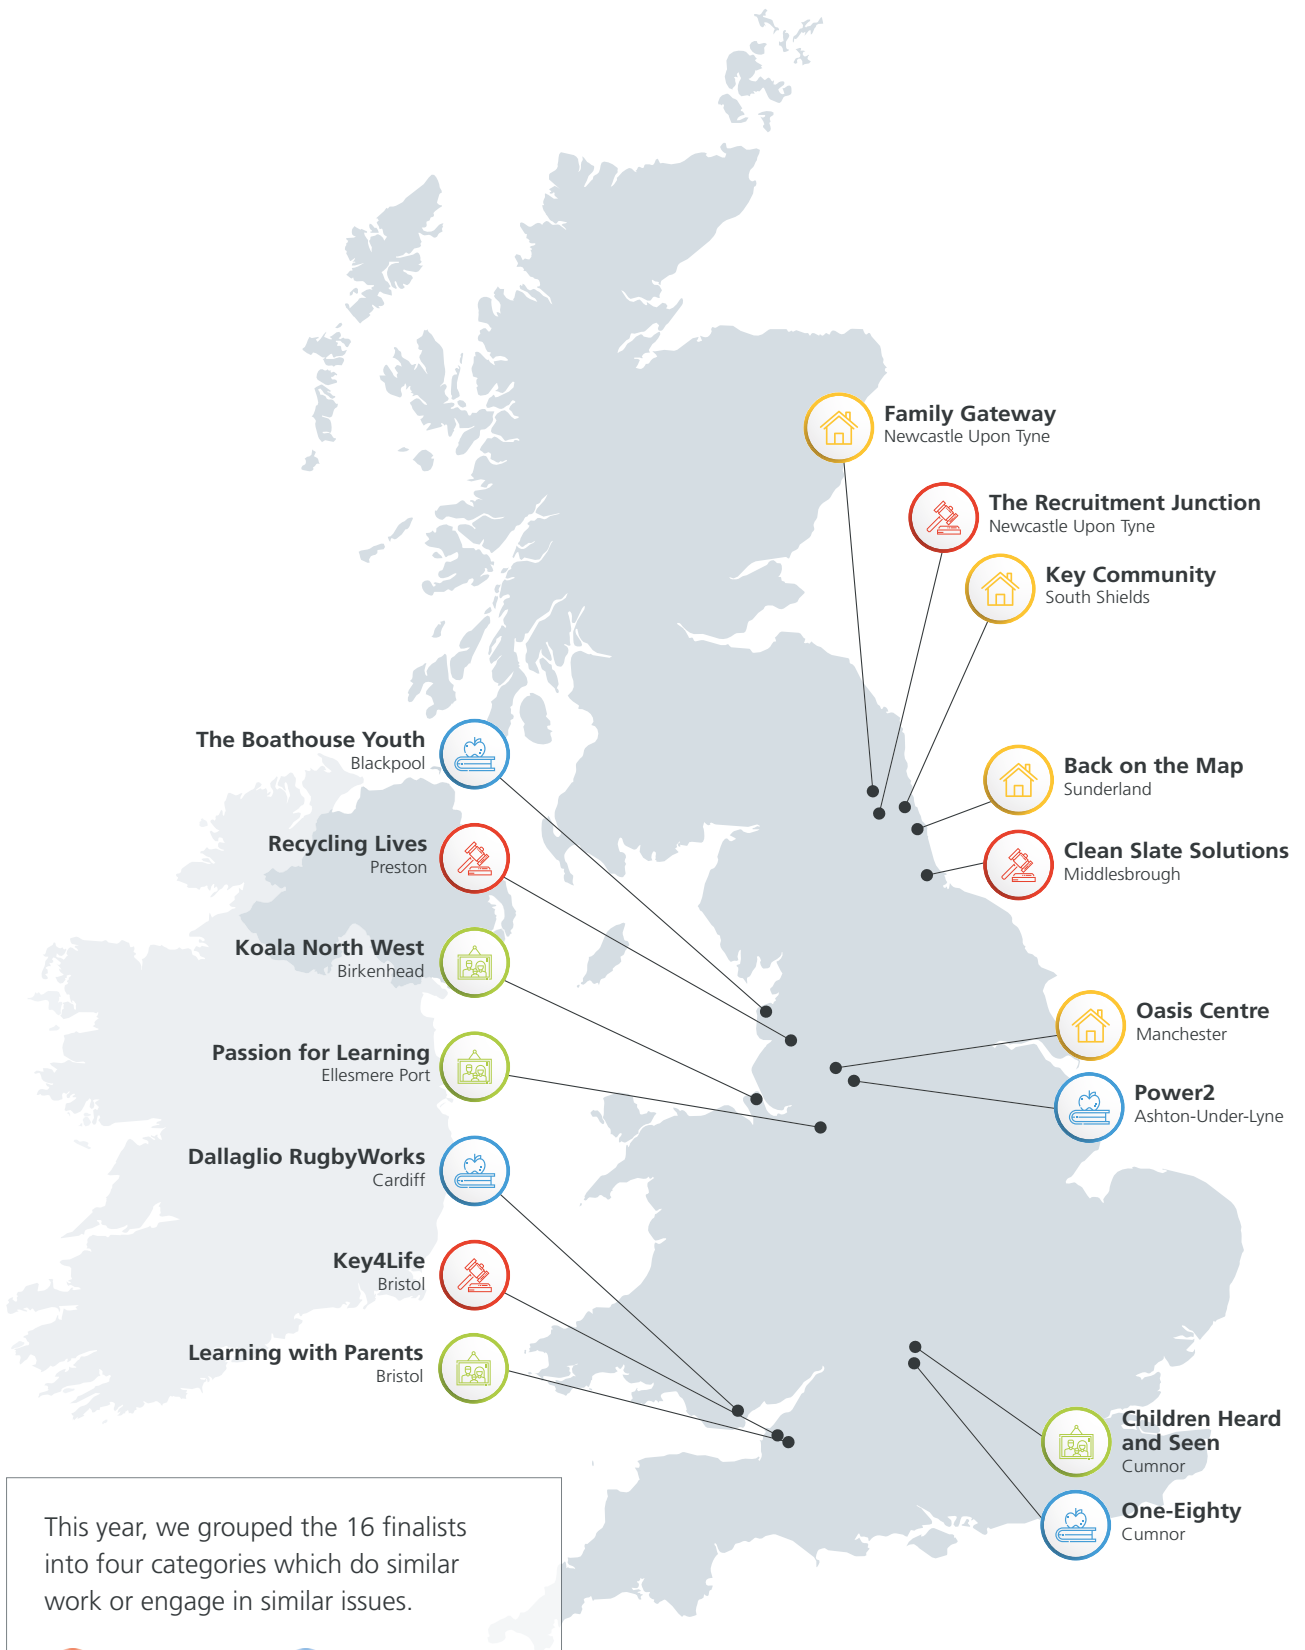 Family Gateway
Newcastle Upon Tyne
The Recruitment Junction
Newcastle Upon Tyne
Key Community
South Shields
The Boathouse Youth
Blackpool
Back on the Map
Sunderland
Recycling Lives
Preston
Clean Slate Solutions
Middlesbrough
Koala North West
Birkenhead
Oasis Centre
Manchester
Passion for Learning
Ellesmere Port
Power2
Ashton-Under-Lyne
Dallaglio RugbyWorks
Cardiff
Key4Life
Bristol
Learning with Parents
Bristol
Children Heard
and Seen
Cumnor
One-Eighty
Cumnor
This year, we grouped the 16 finalists
into four categories which do similar
work or engage in similar issues.